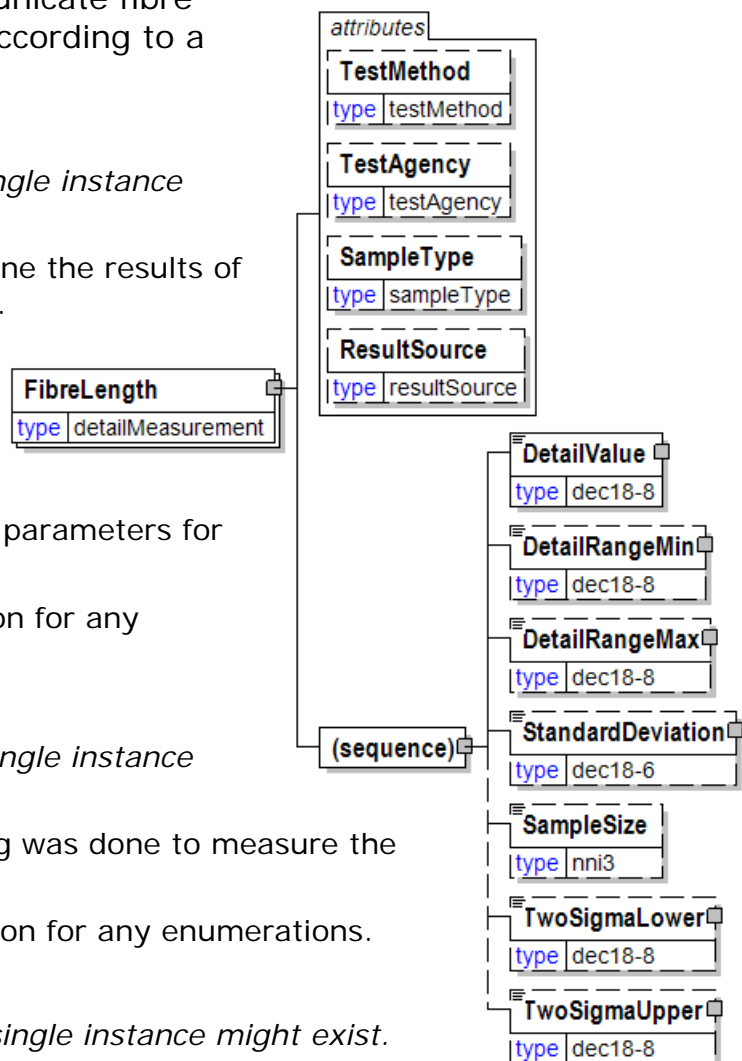 unicate fibre
ccording to a
ngle instance
ne the results of
.
parameters for
on for any
ngle instance
g was done to measure the
on for any enumerations.
single instance might exist.
FibreLength
type detailMeasurement
attributes
TestMethod
type testMethod
TestAgency
type testAgency
SampleType
type sampleType
ResultSource
type resultSource
(sequence)
DetailValue
type dec18-8
DetailRangeMin
type dec18-8
DetailRangeMax
type dec18-8
StandardDeviation
type dec18-6
SampleSize
type nni3
TwoSigmaLower
type dec18-8
TwoSigmaUpper
type dec18-8